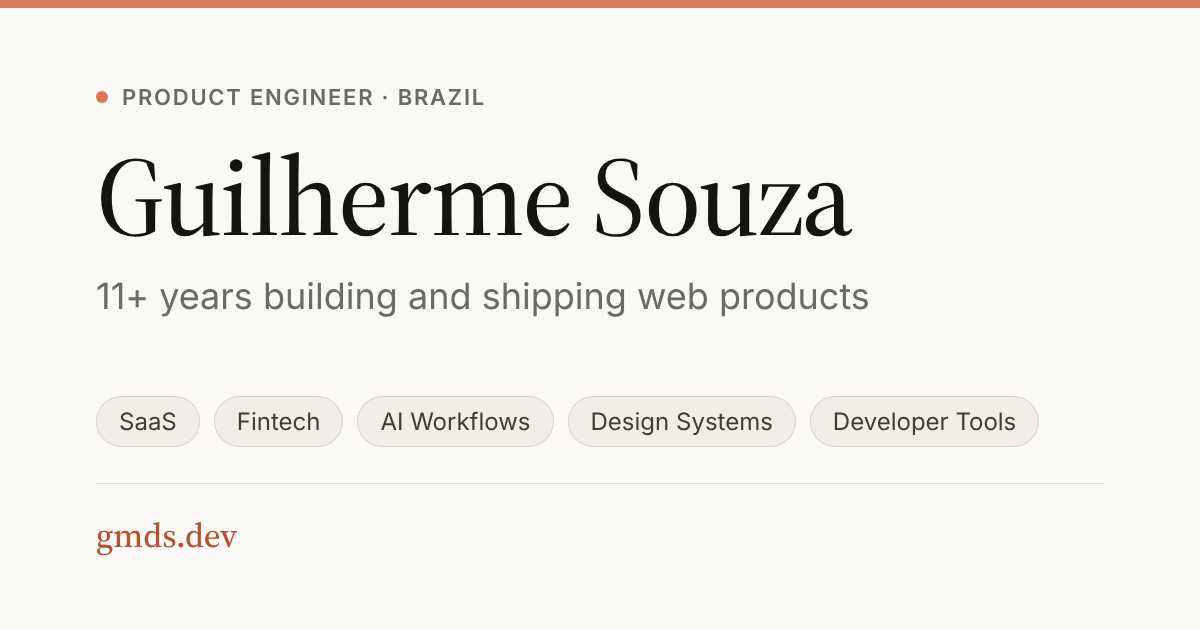 PRODUCT ENGINEER · BRAZIL
Guilherme Souza
11+ years building and shipping web products
SaaS Fintech AI Workflows Design Systems Developer Tools
gmds.dev